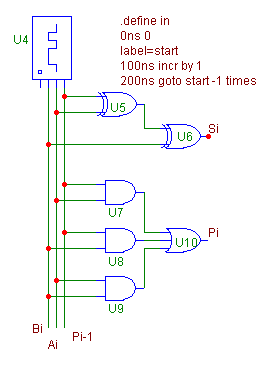 .define in
0ns 0
label=start
100ns incr by 1
200ns goto start -1 times
U4
U5
U6
Si
U7
U8
U10
Pi
U9
Bi
Ai
Pi-1